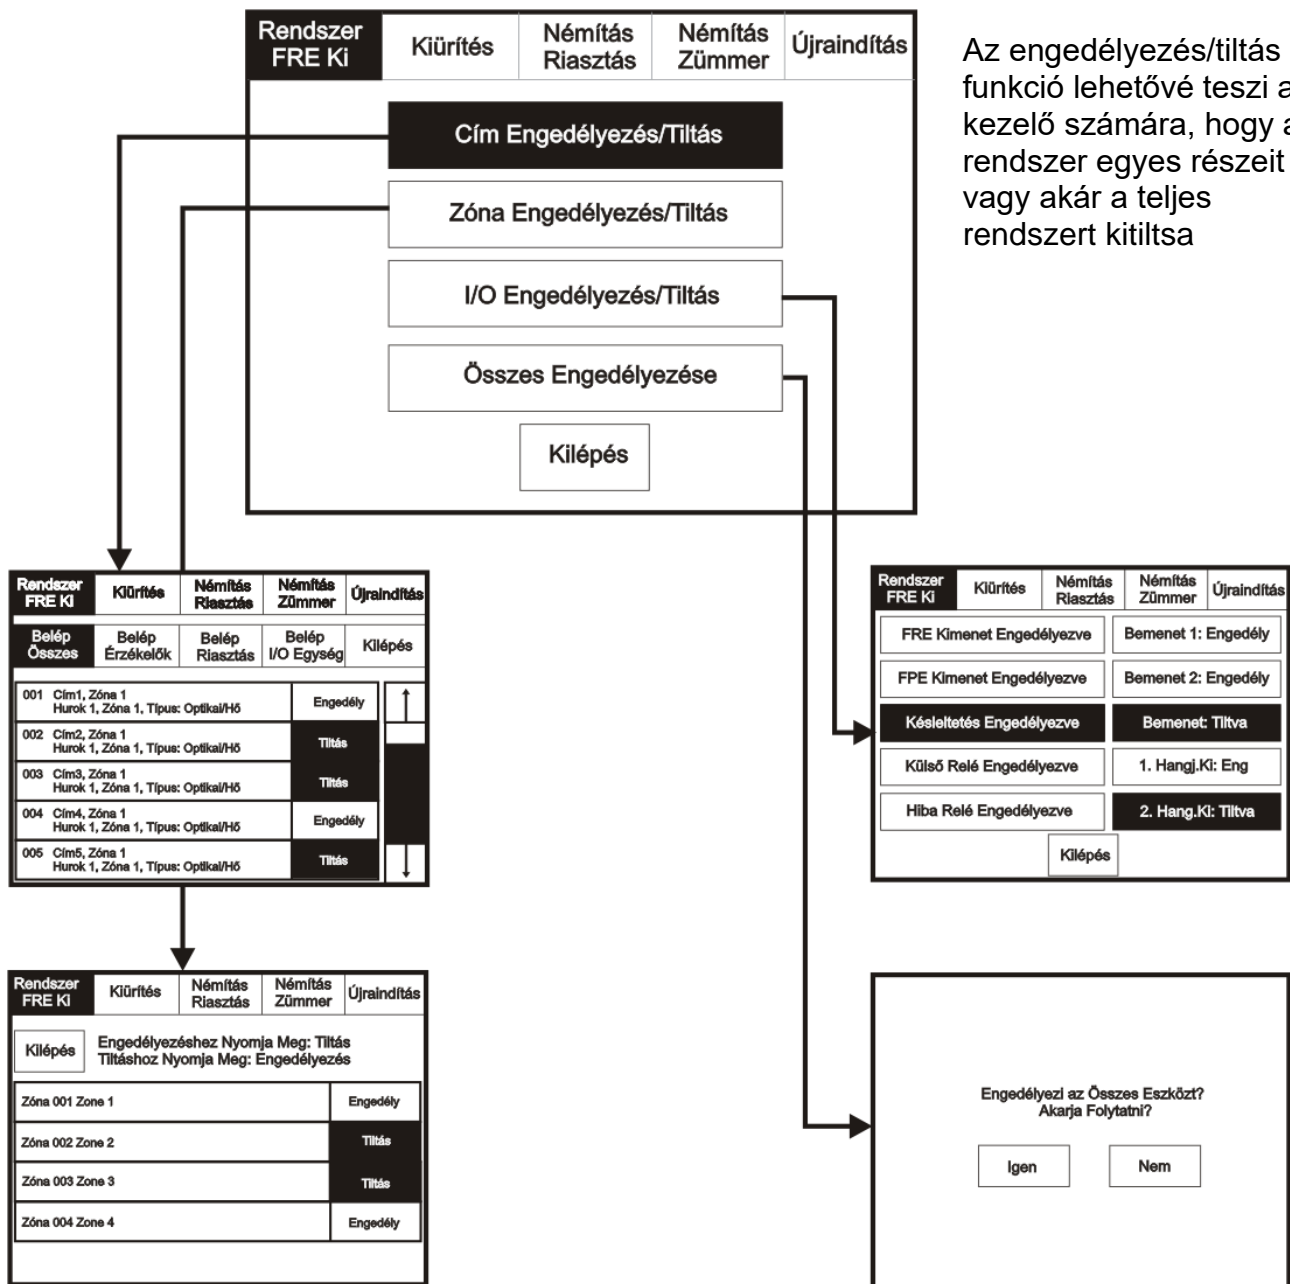 Rendszer
FRE Ki
Kiürítés
Némítás
Riasztás
Némítás
Zümmer
Újraindítás
Cím Engedélyezés/Tiltás
Zóna Engedélyezés/Tiltás
I/O Engedélyezés/Tiltás
Összes Engedélyezése
Kilépés
Az engedélyezés/tiltás
funkció lehetővé teszi a
kezelő számára, hogy a
rendszer egyes részeit
vagy akár a teljes
rendszert kitiltsa
Rendszer
FRE Ki
Kiürítés
Némítás
Riasztás
Némítás
Zümmer
Újraindítás
Belép
Összes
Belép
Érzékelők
Belép
Riasztás
Belép
I/O Egység
Kilépés
001 Cím1, Zóna 1
Hurok 1, Zóna 1, Típus: Optikai/Hő
Engedély
002 Cím2, Zóna 1
Hurok 1, Zóna 1, Típus: Optikai/Hő
Tiltás
003 Cím3, Zóna 1
Hurok 1, Zóna 1, Típus: Optikai/Hő
Tiltás
004 Cím4, Zóna 1
Hurok 1, Zóna 1, Típus: Optikai/Hő
Engedély
005 Cím5, Zóna 1
Hurok 1, Zóna 1, Típus: Optikai/Hő
Tiltás
Rendszer
FRE Ki
Kiürítés
Némítás
Riasztás
Némítás
Zümmer
Újraindítás
FRE Kimenet Engedélyezve
Bemenet 1: Engedély
FPE Kimenet Engedélyezve
Bemenet 2: Engedély
Késleltetés Engedélyezve
Bemenet: Tiltva
Külső Relé Engedélyezve
1. Hangj.Ki: Eng
Hiba Relé Engedélyezve
2. Hang.Ki: Tiltva
Kilépés
Rendszer
FRE Ki
Kiürítés
Némítás
Riasztás
Némítás
Zümmer
Újraindítás
Kilépés
Engedélyezéshez Nyomja Meg: Tiltás
Tiltáshoz Nyomja Meg: Engedélyezés
Zóna 001 Zone 1
Engedély
Zóna 002 Zone 2
Tiltás
Zóna 003 Zone 3
Tiltás
Zóna 004 Zone 4
Engedély
Engedélyezi az Összes Eszközt?
Akarja Folytatni?
Igen
Nem